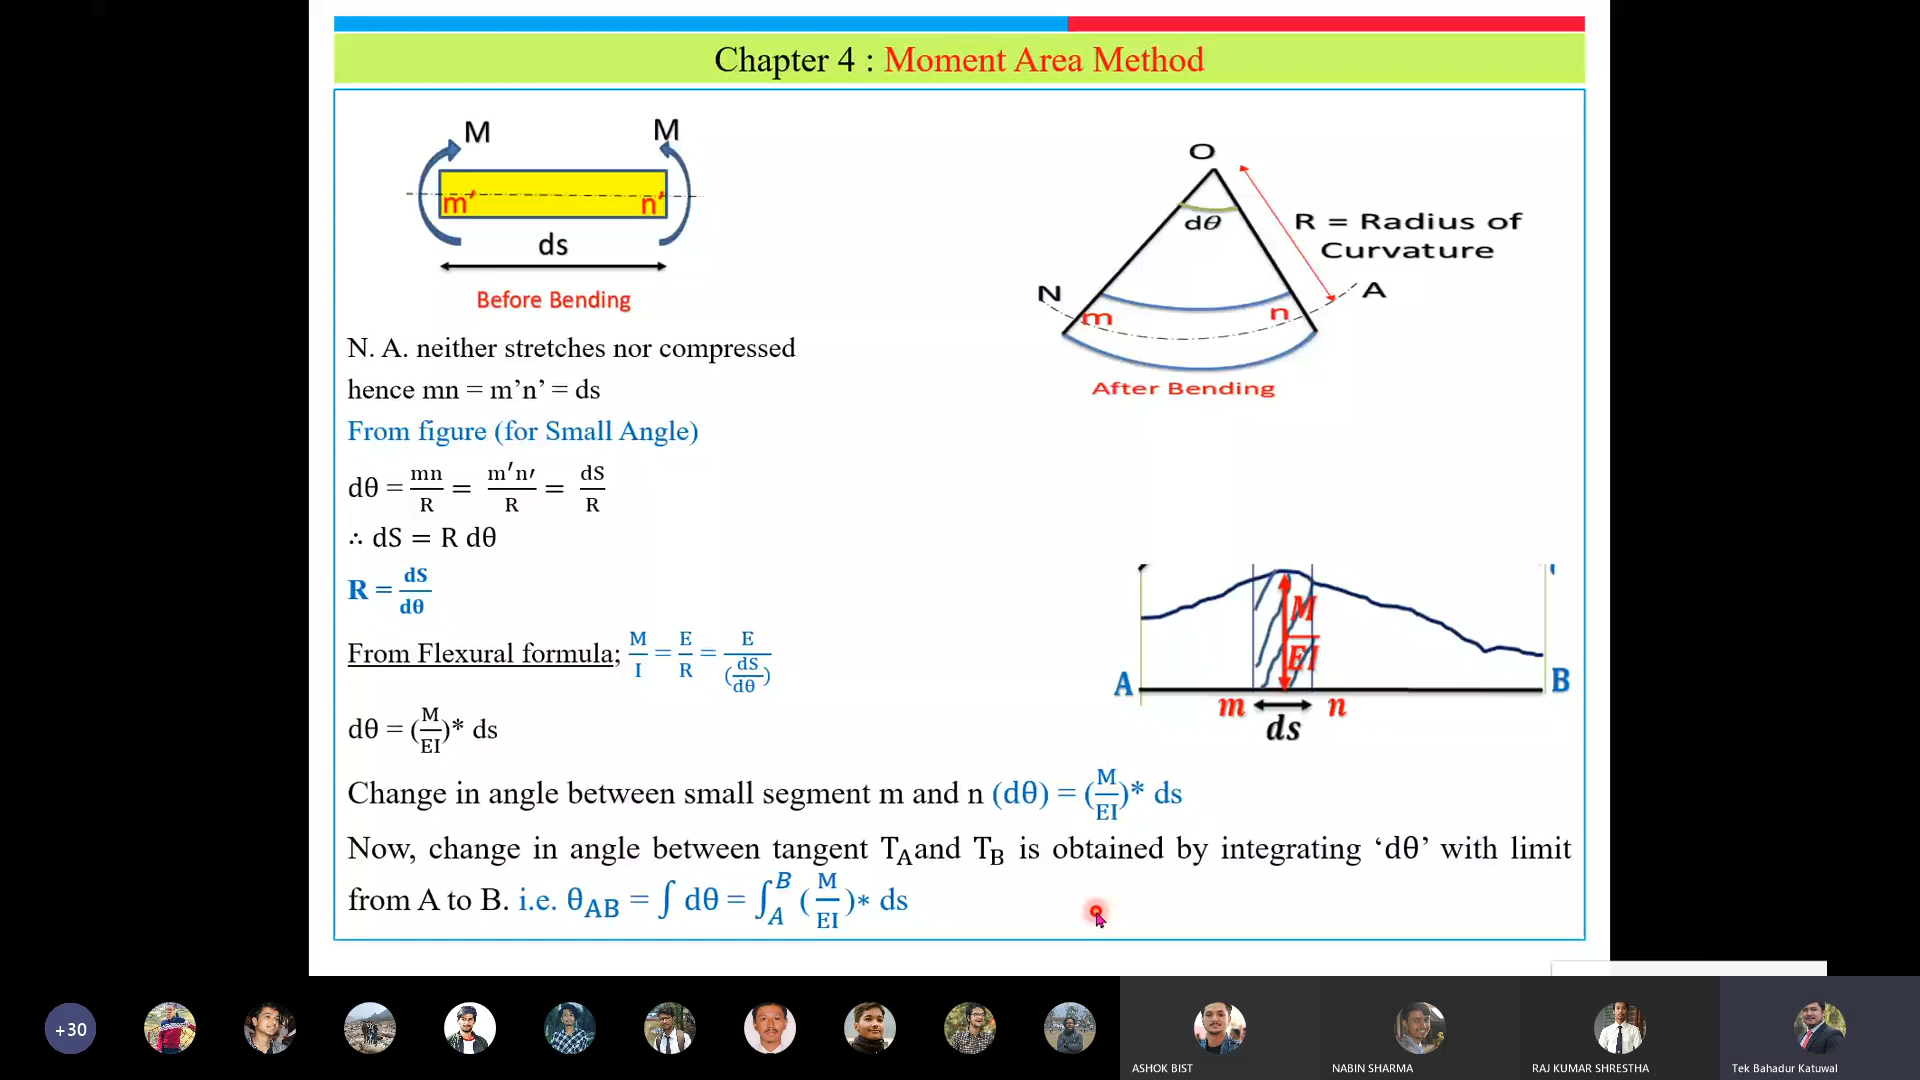 Chapter 4 : Moment Area Method
M M
m’ n’
ds
Before Bending
O
dθ
R = Radius of
Curvature
N A
m n
After Bending
N. A. neither stretches nor compressed
hence mn = m’n’ = ds
From figure (for Small Angle)
dθ = mn/R = m′n′/R = dS/R
∴ dS = R dθ
R = dS/dθ
From Flexural formula; M/I = E/R = E/(dS/dθ)
dθ = (M/EI)* ds
M/EI
A B
m n
ds
Change in angle between small segment m and n (dθ) = (M/EI)* ds
Now, change in angle between tangent T_A and T_B is obtained by integrating ‘dθ’ with limit
from A to B. i.e. θ_AB = ∫ dθ = ∫_A^B (M/EI)* ds
+30
ASHOK BIST
NABIN SHARMA
RAJ KUMAR SHRESTHA
Tek Bahadur Katuwal